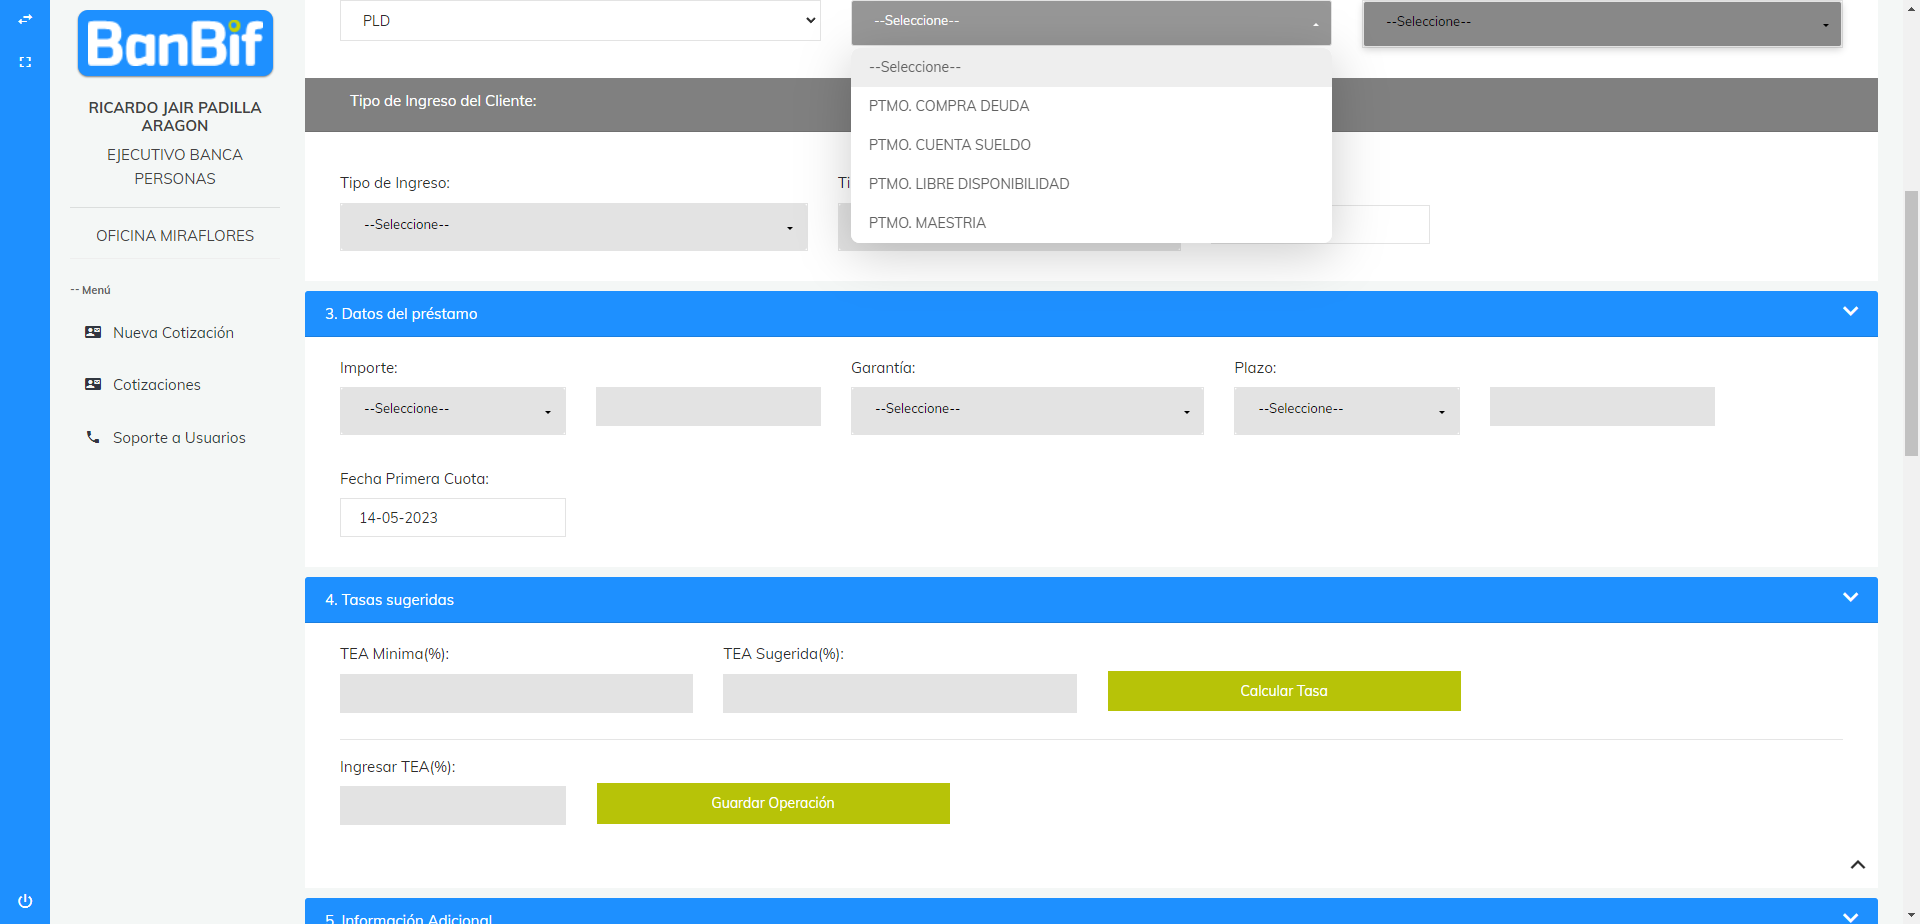 BanBif
RICARDO JAIR PADILLA
ARAGON
EJECUTIVO BANCA
PERSONAS
OFICINA MIRAFLORES
-- Menú
Nueva Cotización
Cotizaciones
Soporte a Usuarios
PLD
--Seleccione--
--Seleccione--
--Seleccione--
PTMO. COMPRA DEUDA
PTMO. CUENTA SUELDO
PTMO. LIBRE DISPONIBILIDAD
PTMO. MAESTRIA
Tipo de Ingreso del Cliente:
Tipo de Ingreso:
--Seleccione--
3. Datos del préstamo
Importe:
--Seleccione--
Garantía:
--Seleccione--
Plazo:
--Seleccione--
Fecha Primera Cuota:
14-05-2023
4. Tasas sugeridas
TEA Minima(%):
TEA Sugerida(%):
Calcular Tasa
Ingresar TEA(%):
Guardar Operación
5. Información Adicional